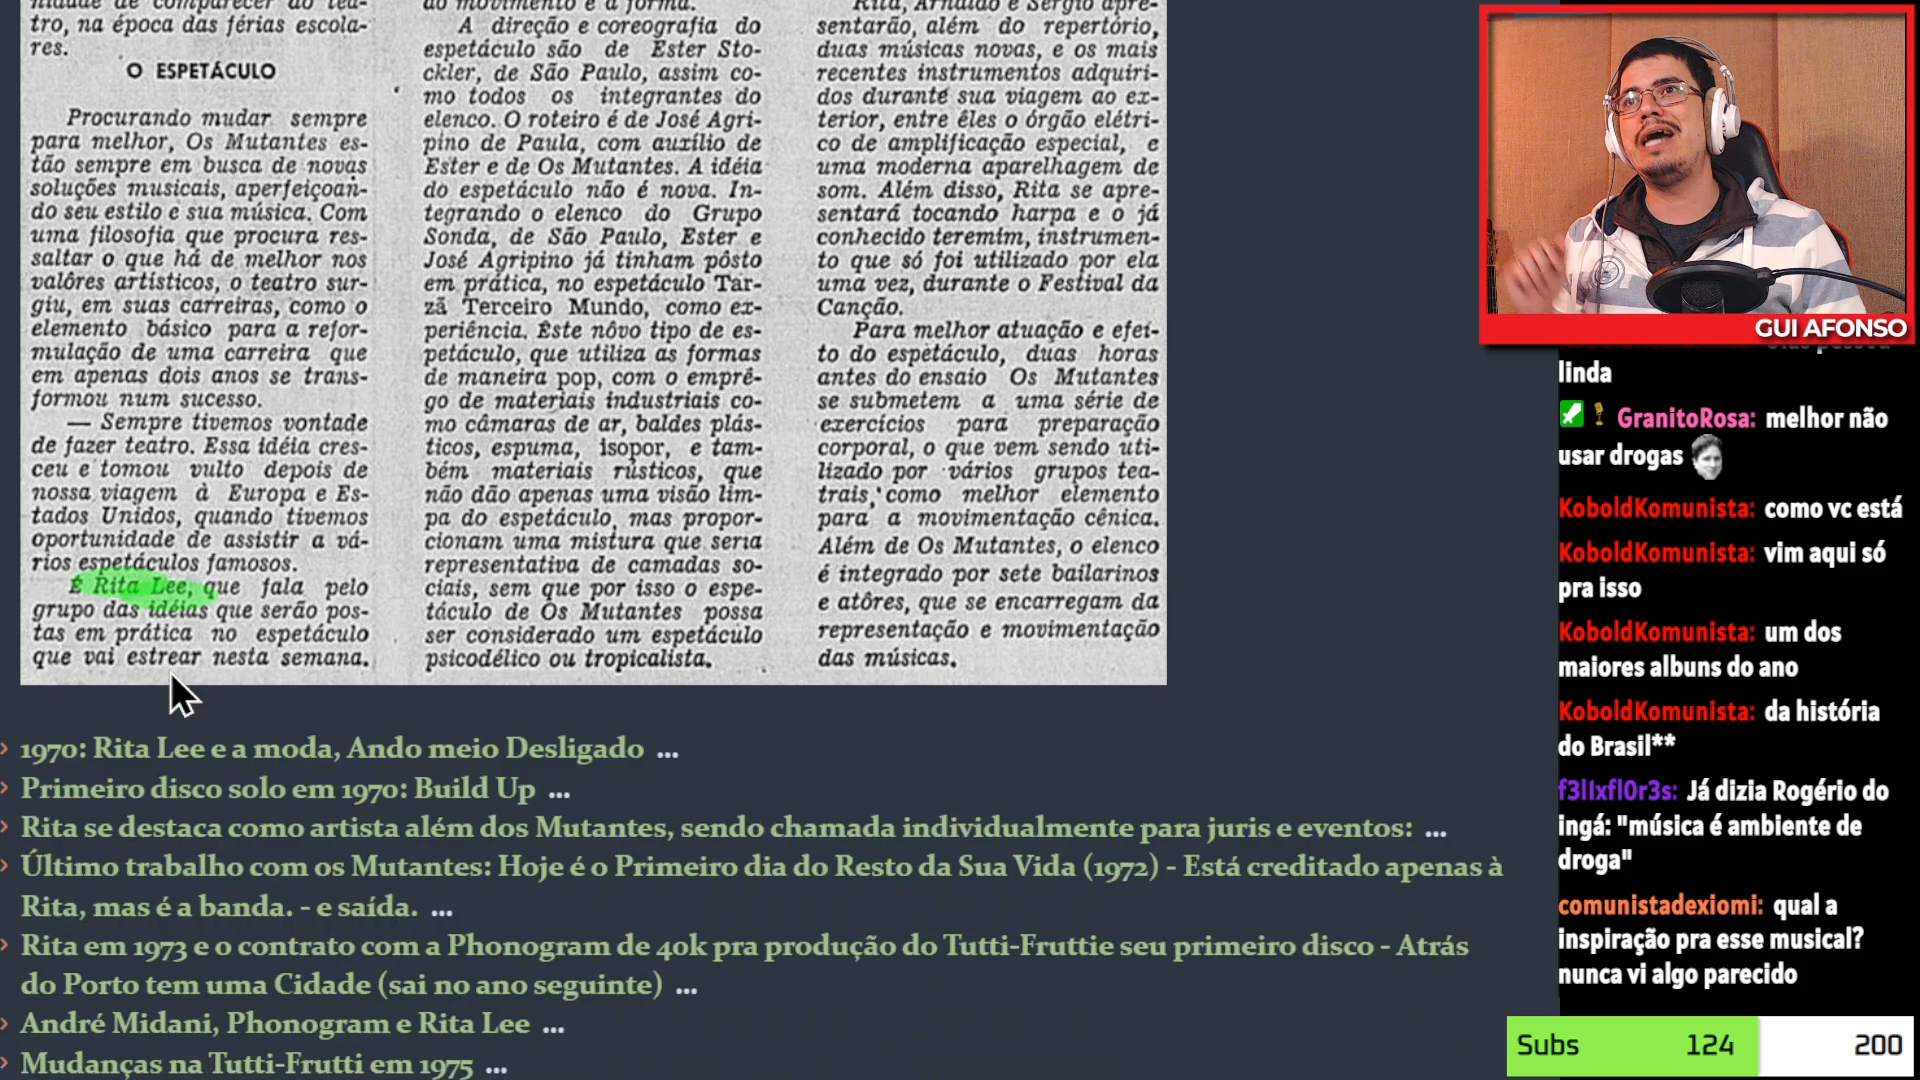 nidade de comparecer ao tea-
tro, na época das férias escola-
res.
O ESPETÁCULO
Procurando mudar sempre
para melhor, Os Mutantes es-
tão sempre em busca de novas
soluções musicais, aperfeiçoan-
do seu estilo e sua música. Com
uma filosofia que procura res-
saltar o que há de melhor nos
valôres artísticos, o teatro sur-
giu, em suas carreiras, como o
elemento básico para a refor-
mulação de uma carreira que
em apenas dois anos se trans-
formou num sucesso.
— Sempre tivemos vontade
de fazer teatro. Essa idéia cres-
ceu e tomou vulto depois de
nossa viagem à Europa e Es-
tados Unidos, quando tivemos
oportunidade de assistir a vá-
rios espetáculos famosos.
É Rita Lee, que fala pelo
grupo das idéias que serão pos-
tas em prática no espetáculo
que vai estrear nesta semana.
ao movimento e a forma.
A direção e coreografia do
espetáculo são de Ester Sto-
ckler, de São Paulo, assim co-
mo todos os integrantes do
elenco. O roteiro é de José Agri-
pino de Paula, com auxílio de
Ester e de Os Mutantes. A idéia
do espetáculo não é nova. In-
tegrando o elenco do Grupo
Sonda, de São Paulo, Ester e
José Agripino já tinham pôsto
em prática, no espetáculo Tar-
zã Terceiro Mundo, como ex-
periência. Êste nôvo tipo de es-
petáculo, que utiliza as formas
de maneira pop, com o emprê-
go de materiais industriais co-
mo câmaras de ar, baldes plás-
ticos, espuma, isopor, e tam-
bém materiais rústicos, que
não dão apenas uma visão lim-
pa do espetáculo, mas propor-
cionam uma mistura que seria
representativa de camadas so-
ciais, sem que por isso o espe-
táculo de Os Mutantes possa
ser considerado um espetáculo
psicodélico ou tropicalista.
Rita, Arnaldo e Sérgio apre-
sentarão, além do repertório,
duas músicas novas, e os mais
recentes instrumentos adquiri-
dos durante sua viagem ao ex-
terior, entre êles o órgão elétri-
co de amplificação especial, e
uma moderna aparelhagem de
som. Além disso, Rita se apre-
sentará tocando harpa e o já
conhecido teremim, instrumen-
to que só foi utilizado por ela
uma vez, durante o Festival da
Canção.
Para melhor atuação e efei-
to do espetáculo, duas horas
antes do ensaio Os Mutantes
se submetem a uma série de
exercícios para preparação
corporal, o que vem sendo uti-
lizado por vários grupos tea-
trais, como melhor elemento
para a movimentação cênica.
Além de Os Mutantes, o elenco
é integrado por sete bailarinos
e atôres, que se encarregam da
representação e movimentação
das músicas.
1970: Rita Lee e a moda, Ando meio Desligado ...
Primeiro disco solo em 1970: Build Up ...
Rita se destaca como artista além dos Mutantes, sendo chamada individualmente para juris e eventos: ...
Último trabalho com os Mutantes: Hoje é o Primeiro dia do Resto da Sua Vida (1972) - Está creditado apenas à
Rita, mas é a banda. - e saída. ...
Rita em 1973 e o contrato com a Phonogram de 40k pra produção do Tutti-Fruttie seu primeiro disco - Atrás
do Porto tem uma Cidade (sai no ano seguinte) ...
André Midani, Phonogram e Rita Lee ...
Mudanças na Tutti-Frutti em 1975 ...
GUI AFONSO
linda
GranitoRosa: melhor não
usar drogas
KoboldKomunista: como vc está
KoboldKomunista: vim aqui só
pra isso
KoboldKomunista: um dos
maiores albuns do ano
KoboldKomunista: da história
do Brasil**
f3l1xfl0r3s: Já dizia Rogério do
ingá: "música é ambiente de
droga"
comunistadexiomi: qual a
inspiração pra esse musical?
nunca vi algo parecido
Subs 124 200